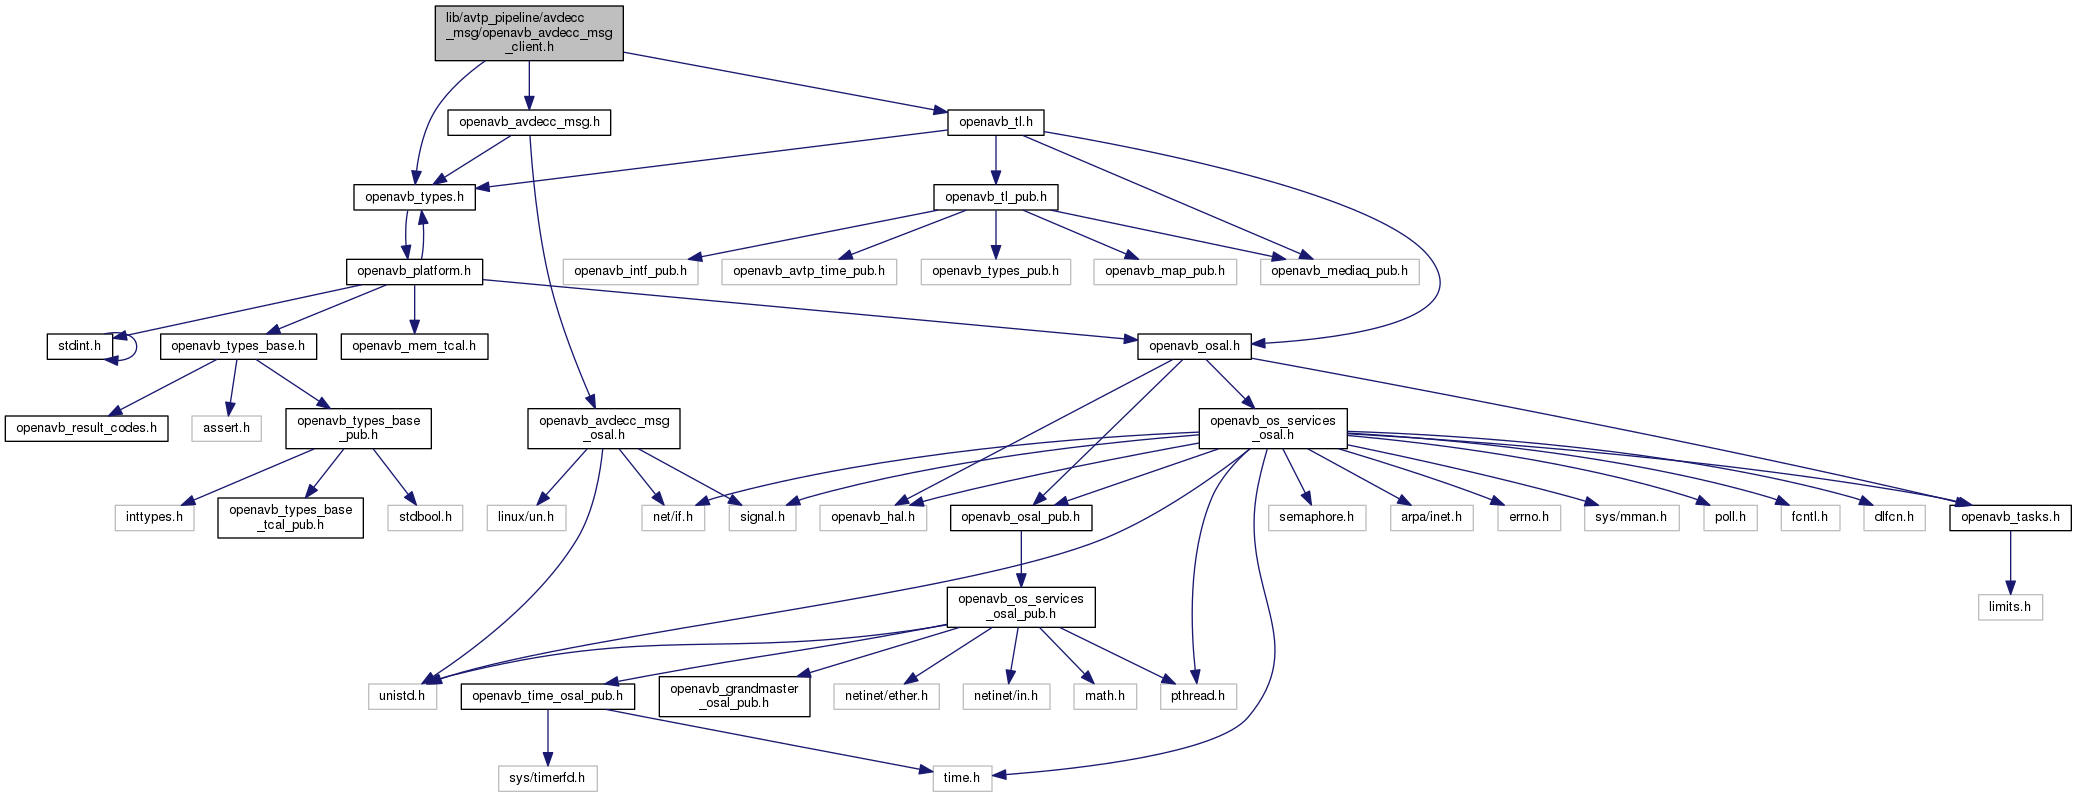 lib/avtp_pipeline/avdecc
_msg/openavb_avdecc_msg
_client.h
openavb_avdecc_msg.h
openavb_tl.h
openavb_types.h
openavb_tl_pub.h
openavb_platform.h
openavb_intf_pub.h
openavb_avtp_time_pub.h
openavb_types_pub.h
openavb_map_pub.h
openavb_mediaq_pub.h
stdint.h
openavb_types_base.h
openavb_mem_tcal.h
openavb_osal.h
openavb_result_codes.h
assert.h
openavb_types_base
_pub.h
openavb_avdecc_msg
_osal.h
openavb_os_services
_osal.h
inttypes.h
openavb_types_base
_tcal_pub.h
stdbool.h
linux/un.h
net/if.h
signal.h
openavb_hal.h
openavb_osal_pub.h
semaphore.h
arpa/inet.h
errno.h
sys/mman.h
poll.h
fcntl.h
dlfcn.h
openavb_tasks.h
openavb_os_services
_osal_pub.h
limits.h
unistd.h
openavb_time_osal_pub.h
openavb_grandmaster
_osal_pub.h
netinet/ether.h
netinet/in.h
math.h
pthread.h
sys/timerfd.h
time.h